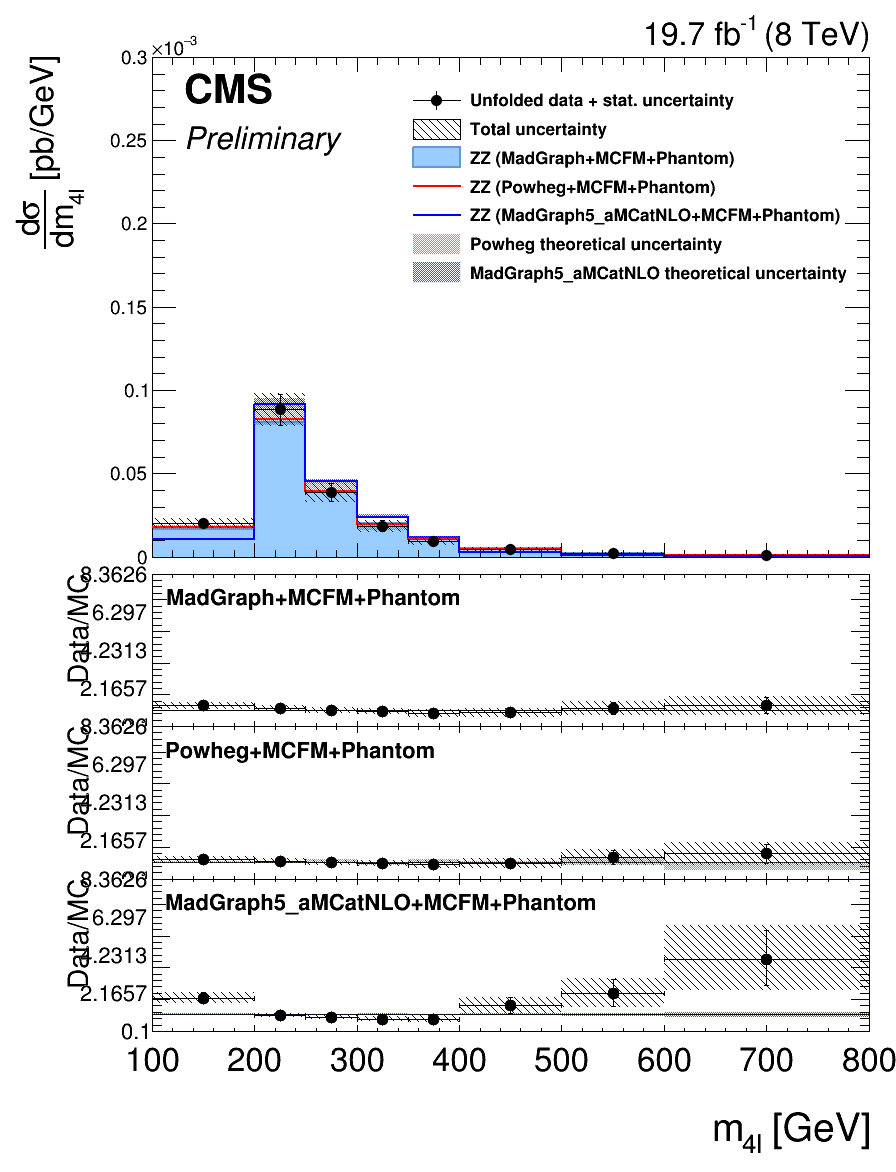 19.7 fb⁻¹ (8 TeV)
×10⁻³
0.3
CMS
Preliminary
dσ
dm4l [pb/GeV]
Unfolded data + stat. uncertainty
Total uncertainty
ZZ (MadGraph+MCFM+Phantom)
ZZ (Powheg+MCFM+Phantom)
ZZ (MadGraph5_aMCatNLO+MCFM+Phantom)
Powheg theoretical uncertainty
MadGraph5_aMCatNLO theoretical uncertainty
0.25
0.2
0.15
0.1
0.05
0
MadGraph+MCFM+Phantom
Data/MC
8.3626
6.297
4.2313
2.1657
Powheg+MCFM+Phantom
Data/MC
8.3626
6.297
4.2313
2.1657
MadGraph5_aMCatNLO+MCFM+Phantom
Data/MC
8.3626
6.297
4.2313
2.1657
0.1
100 200 300 400 500 600 700 800
m4l [GeV]